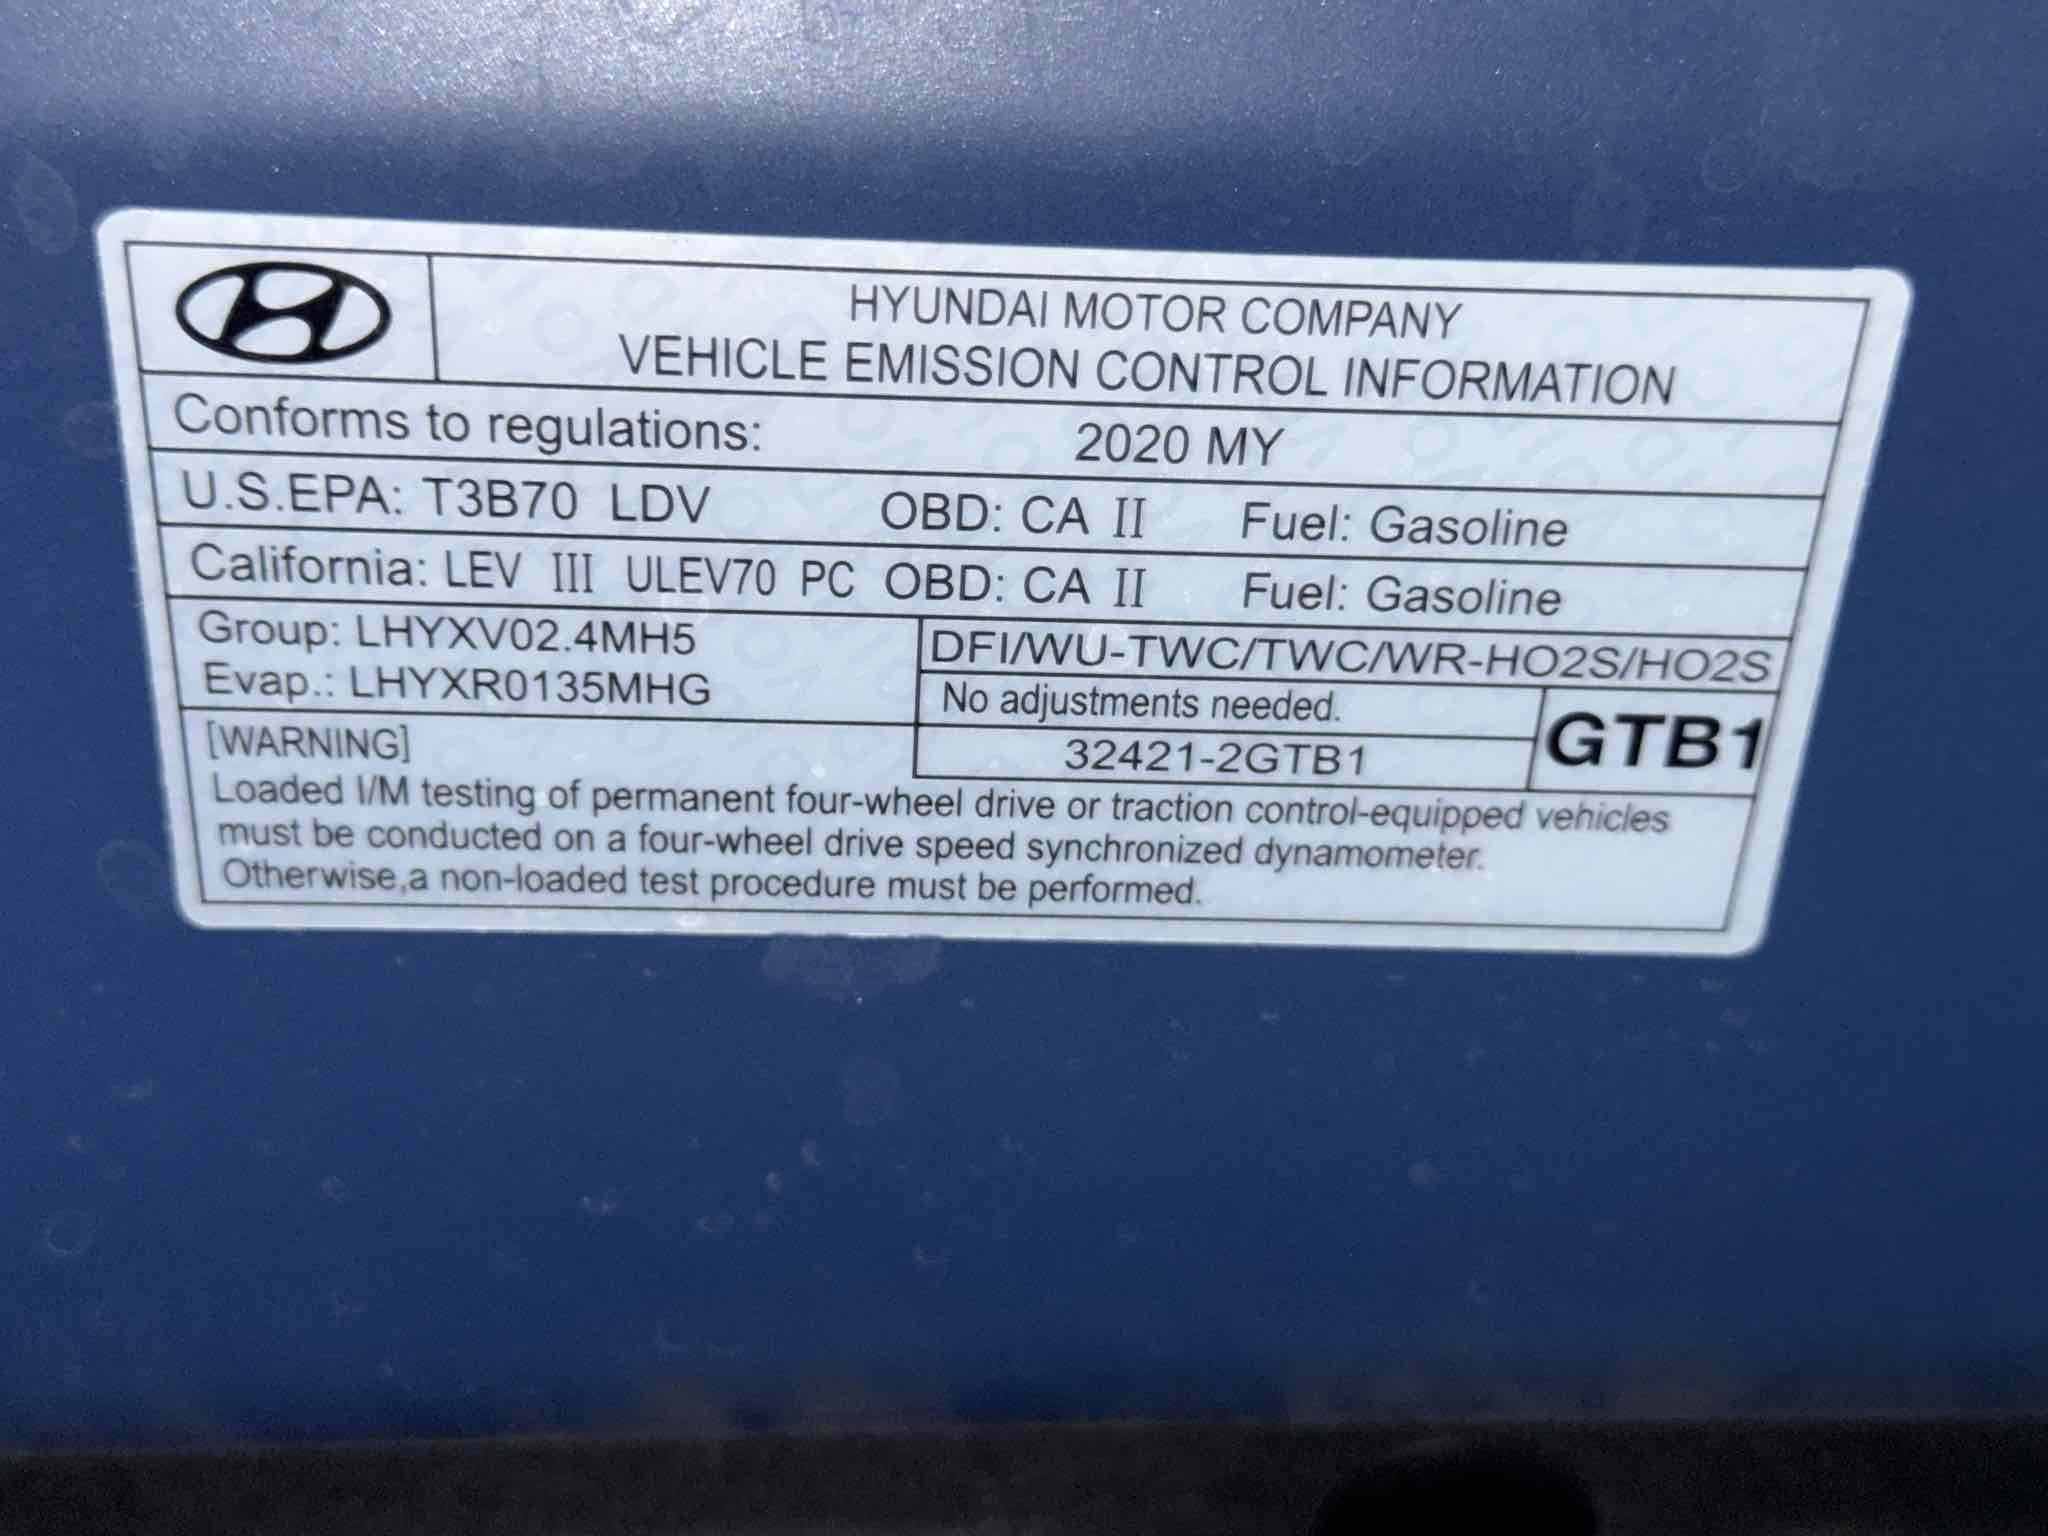 HYUNDAI MOTOR COMPANY
VEHICLE EMISSION CONTROL INFORMATION
Conforms to regulations: 2020 MY
U.S.EPA: T3B70 LDV OBD: CA II Fuel: Gasoline
California: LEV III ULEV70 PC OBD: CA II Fuel: Gasoline
Group: LHYXV02.4MH5
Evap.: LHYXR0135MHG
DFI/WU-TWC/TWC/WR-HO2S/HO2S
No adjustments needed.
32421-2GTB1
GTB1
[WARNING]
Loaded I/M testing of permanent four-wheel drive or traction control-equipped vehicles
must be conducted on a four-wheel drive speed synchronized dynamometer.
Otherwise,a non-loaded test procedure must be performed.